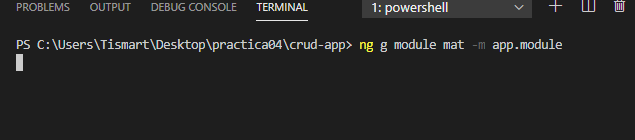 PROBLEMS OUTPUT DEBUG CONSOLE TERMINAL 1: powershell
PS C:\Users\Tismart\Desktop\practica04\crud-app> ng g module mat -m app.module